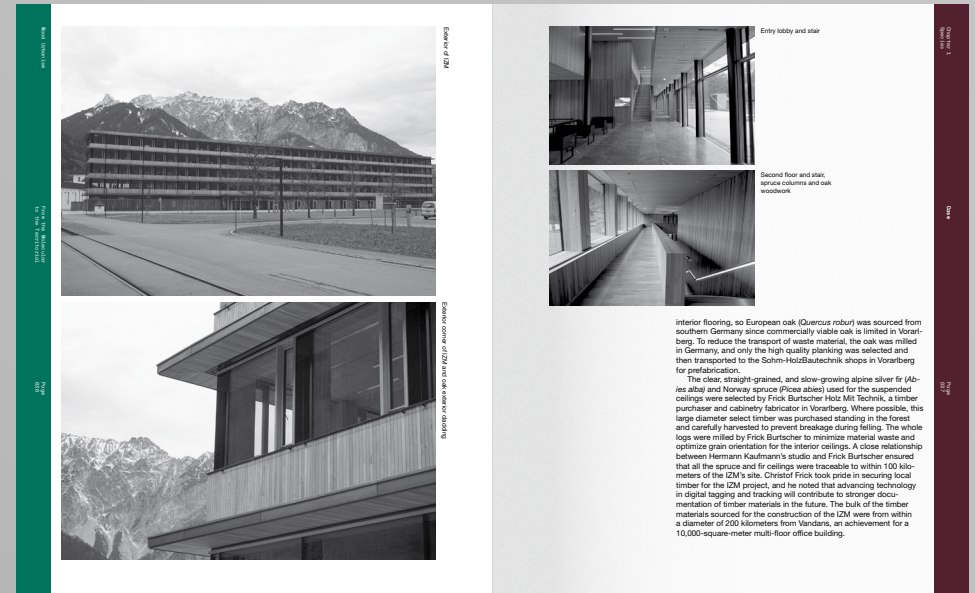 Wood Urbanism
From the Molecular
to the Territorial
Page
Exterior of IZM
Exterior corner of IZM and oak exterior cladding
Entry lobby and stair
Second floor and stair,
spruce columns and oak
woodwork
interior flooring, so European oak (Quercus robur) was sourced from
southern Germany since commercially viable oak is limited in Vorarl-
berg. To reduce the transport of waste material, the oak was milled
in Germany, and only the high quality planking was selected and
then transported to the Sohm-HolzBautechnik shops in Vorarlberg
for prefabrication.
The clear, straight-grained, and slow-growing alpine silver fir (Ab-
ies alba) and Norway spruce (Picea abies) used for the suspended
ceilings were selected by Frick Burtscher Holz Mit Technik, a timber
purchaser and cabinetry fabricator in Vorarlberg. Where possible, this
large diameter select timber was purchased standing in the forest
and carefully harvested to prevent breakage during felling. The whole
logs were milled by Frick Burtscher to minimize material waste and
optimize grain orientation for the interior ceilings. A close relationship
between Hermann Kaufmann's studio and Frick Burtscher ensured
that all the spruce and fir ceilings were traceable to within 100 kilo-
meters of the IZM's site. Christof Frick took pride in securing local
timber for the IZM project, and he noted that advancing technology
in digital tagging and tracking will contribute to stronger docu-
mentation of timber materials in the future. The bulk of the timber
materials sourced for the construction of the IZM were from within
a diameter of 200 kilometers from Vandans, an achievement for a
10,000-square-meter multi-floor office building.
Chapter 1
Species
Case
Page